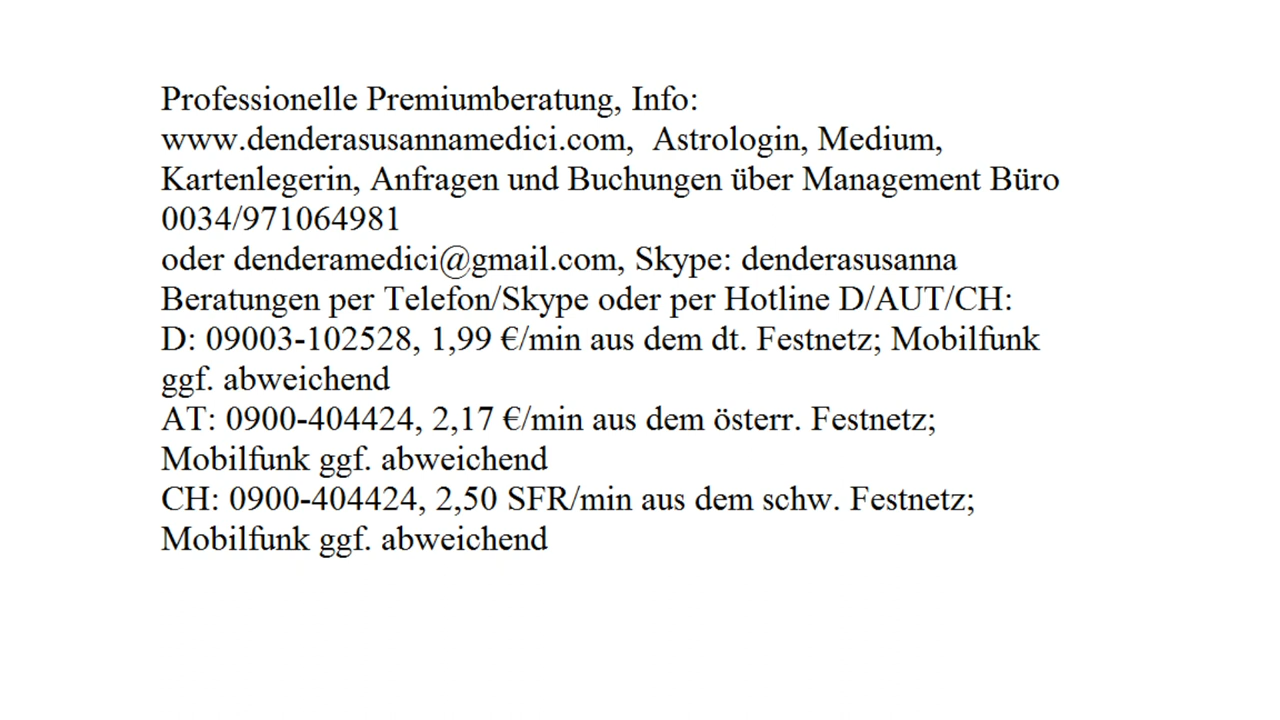 Professionelle Premiumberatung, Info:
www.denderasusannamedici.com,  Astrologin, Medium,
Kartenlegerin, Anfragen und Buchungen über Management Büro
0034/971064981
oder denderamedici@gmail.com, Skype: denderasusanna
Beratungen per Telefon/Skype oder per Hotline D/AUT/CH:
D: 09003-102528, 1,99 €/min aus dem dt. Festnetz; Mobilfunk
ggf. abweichend
AT: 0900-404424, 2,17 €/min aus dem österr. Festnetz;
Mobilfunk ggf. abweichend
CH: 0900-404424, 2,50 SFR/min aus dem schw. Festnetz;
Mobilfunk ggf. abweichend